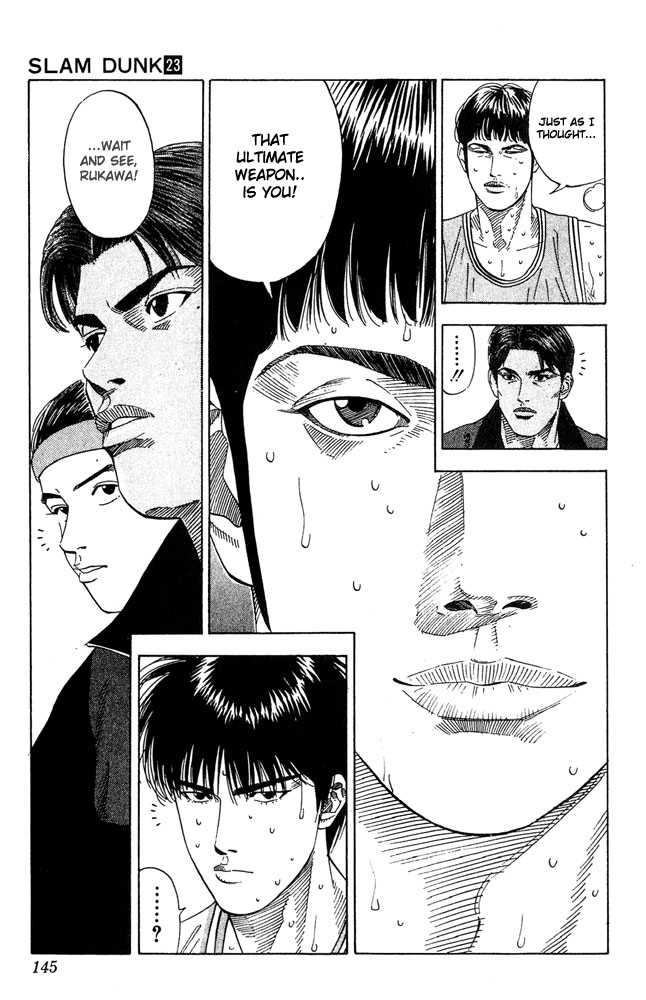 SLAM DUNK 23
JUST AS I
THOUGHT...
......!!
THAT
ULTIMATE
WEAPON..
IS YOU!
...WAIT
AND SEE,
RUKAWA!
......?
145